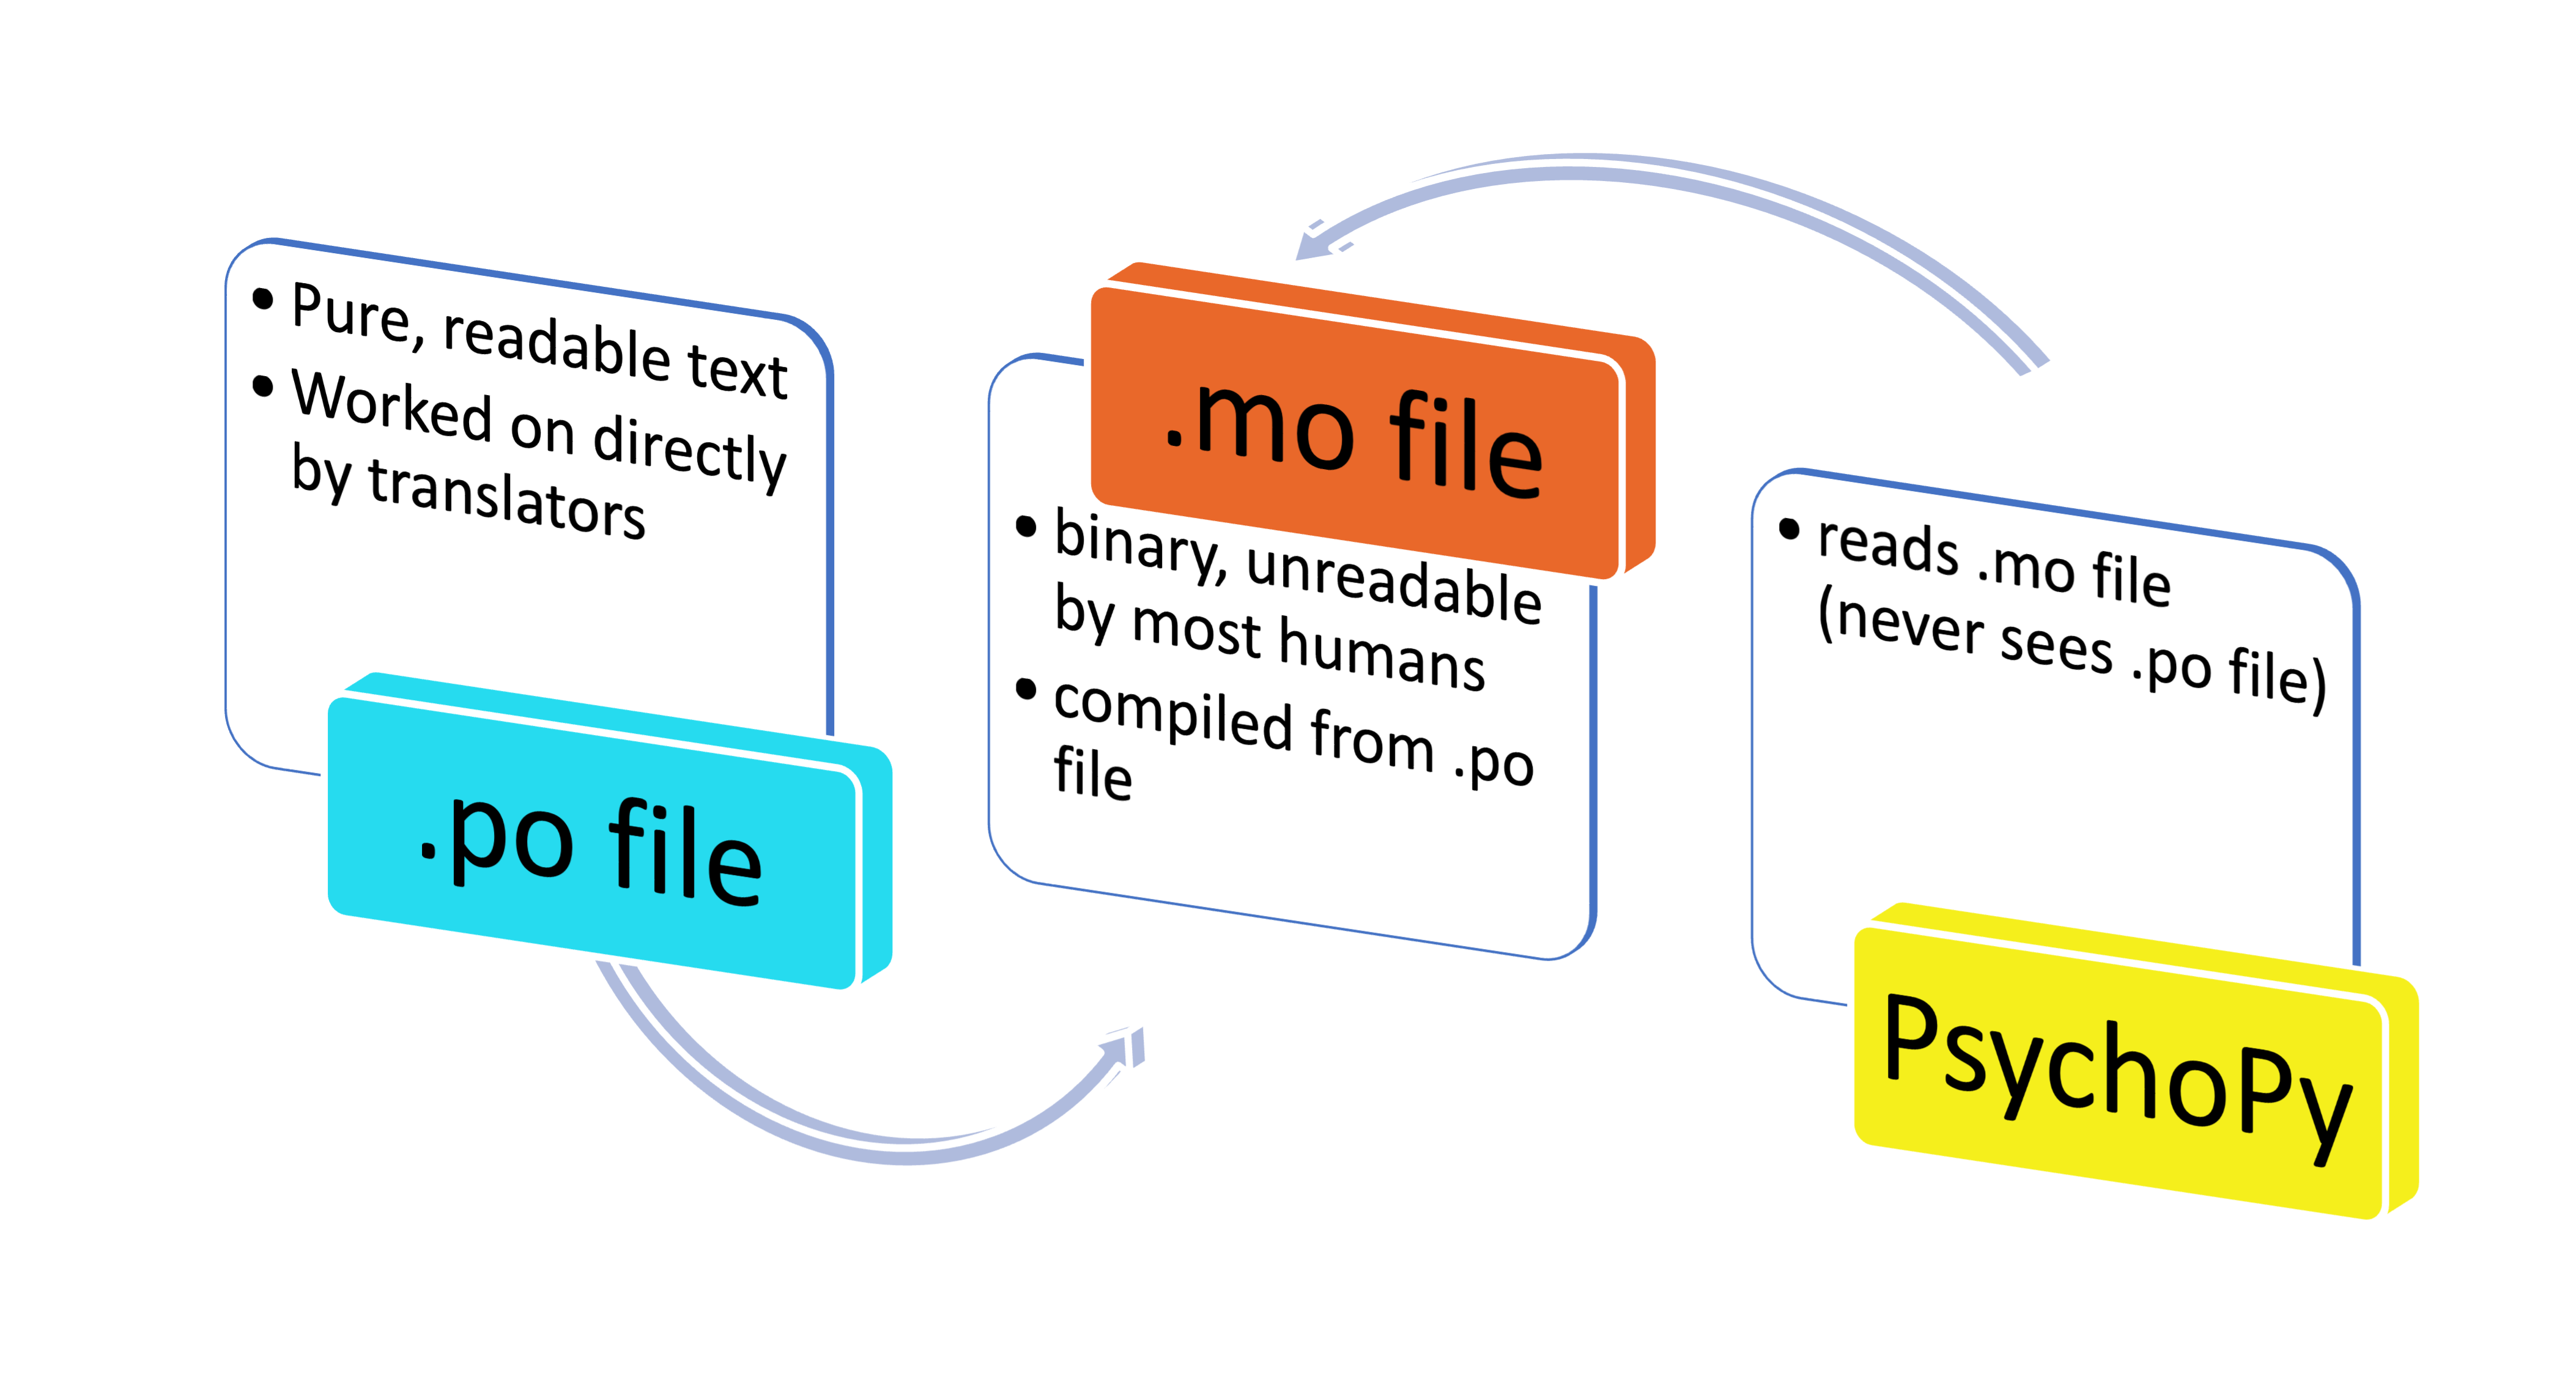 • Pure, readable text
• Worked on directly
by translators
.po file
.mo file
• binary, unreadable
by most humans
• compiled from .po
file
• reads .mo file
(never sees .po file)
PsychoPy